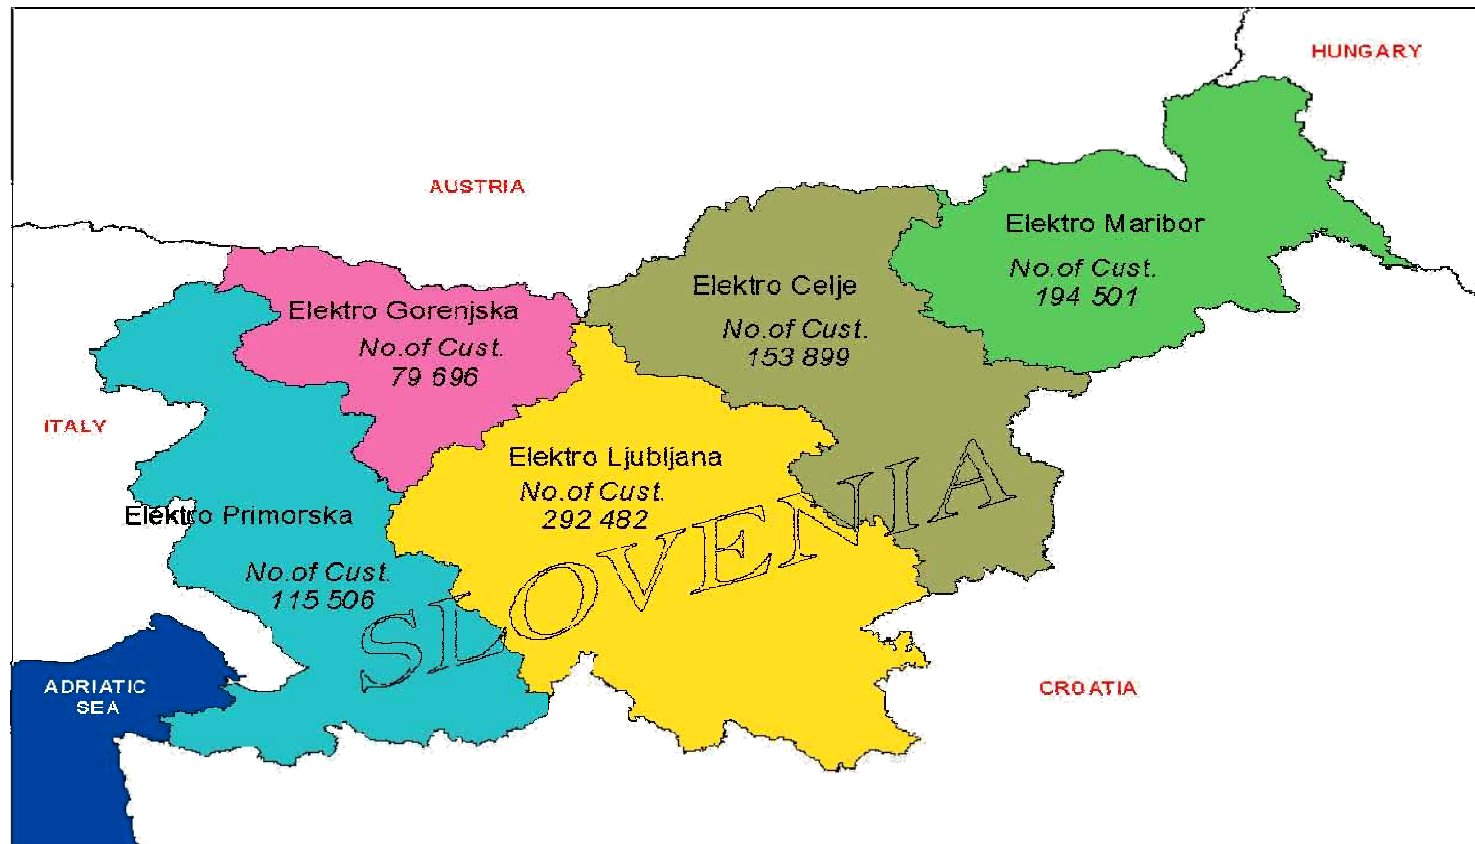 HUNGARY
AUSTRIA
Elektro Maribor
No.of Cust.
194 501
Elektro Celje
No.of Cust.
153 899
Elektro Gorenjska
No.of Cust.
79 696
ITALY
Elektro Ljubljana
No.of Cust.
292 482
SLOVENIA
Elektro Primorska
No.of Cust.
115 506
ADRIATIC
SEA
CROATIA